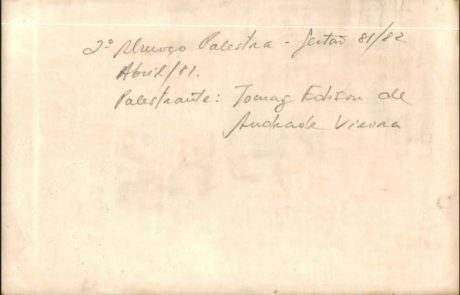 2º Almoço Palestra - Gestão 81/82
Abril/81.
Palestrante: Tomaz Edison de
Andrade Vieira